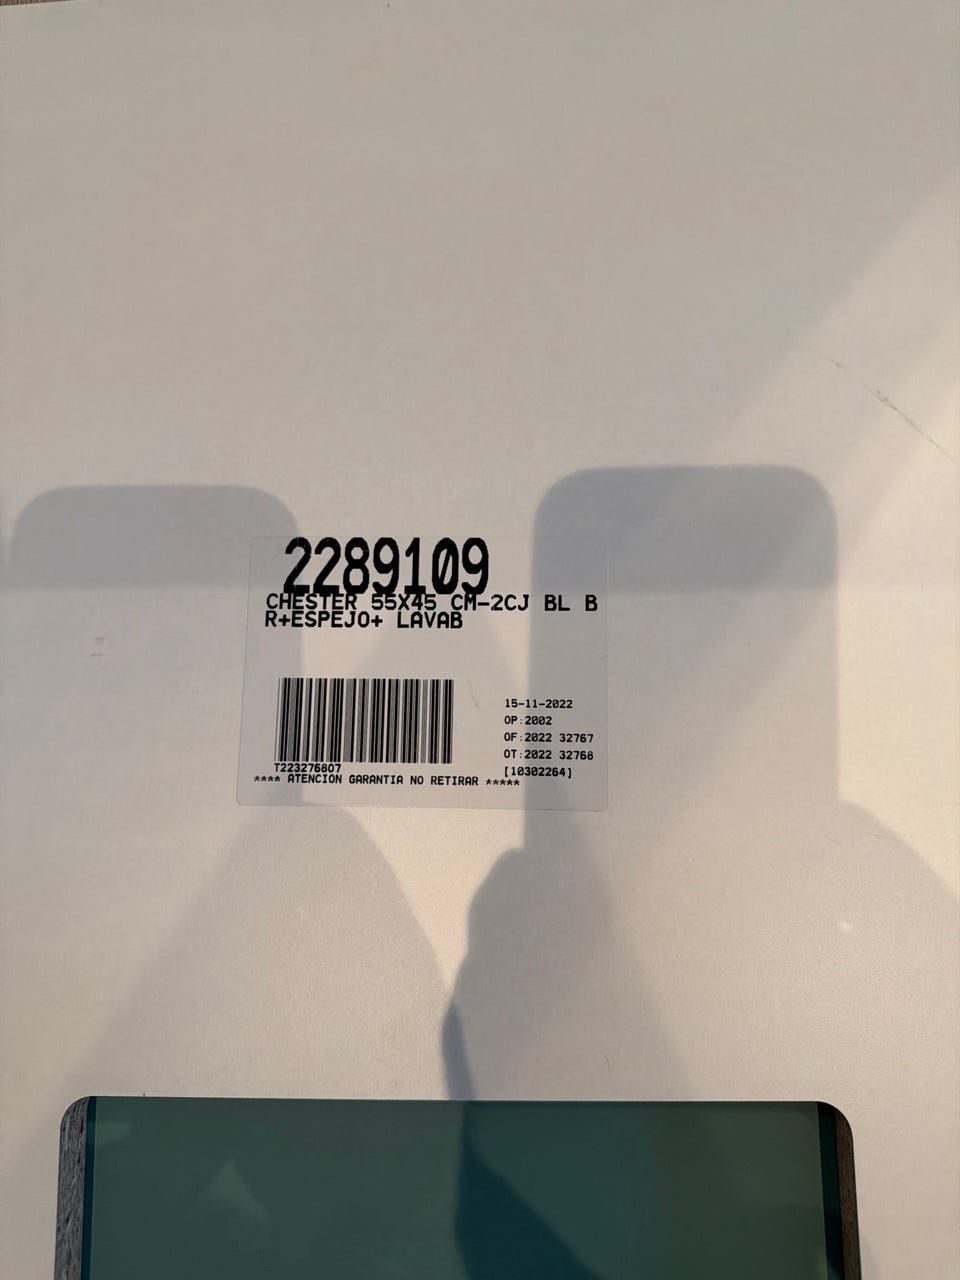 2289109
CHESTER 55X45 CM-2CJ BL B
R+ESPEJO+ LAVAB
15-11-2022
OP:2002
OF:2022 32767
OT:2022 32768
[10302264]
T223276807
**** ATENCION GARANTIA NO RETIRAR *****